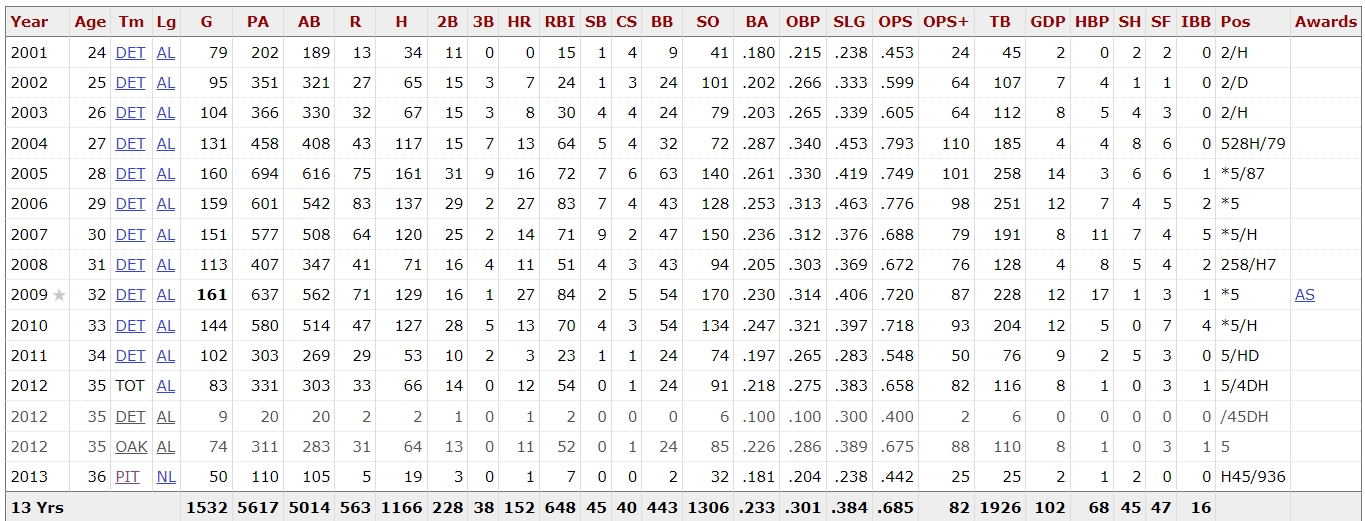 Year Age Tm Lg G PA AB R H 2B 3B HR RBI SB CS BB SO BA OBP SLG OPS OPS+ TB GDP HBP SH SF IBB Pos Awards
2001 24 DET AL 79 202 189 13 34 11 0 0 15 1 4 9 41 .180 .215 .238 .453 24 45 2 0 2 2 0 2/H
2002 25 DET AL 95 351 321 27 65 15 3 7 24 1 3 24 101 .202 .266 .333 .599 64 107 7 4 1 1 0 2/D
2003 26 DET AL 104 366 330 32 67 15 3 8 30 4 4 24 79 .203 .265 .339 .605 64 112 8 5 4 3 0 2/H
2004 27 DET AL 131 458 408 43 117 15 7 13 64 5 4 32 72 .287 .340 .453 .793 110 185 4 4 8 6 0 528H/79
2005 28 DET AL 160 694 616 75 161 31 9 16 72 7 6 63 140 .261 .330 .419 .749 101 258 14 3 6 6 1 *5/87
2006 29 DET AL 159 601 542 83 137 29 2 27 83 7 4 43 128 .253 .313 .463 .776 98 251 12 7 4 5 2 *5
2007 30 DET AL 151 577 508 64 120 25 2 14 71 9 2 47 150 .236 .312 .376 .688 79 191 8 11 7 4 5 *5/H
2008 31 DET AL 113 407 347 41 71 16 4 11 51 4 3 43 94 .205 .303 .369 .672 76 128 4 8 5 4 2 258/H7
2009 ★ 32 DET AL 161 637 562 71 129 16 1 27 84 2 5 54 170 .230 .314 .406 .720 87 228 12 17 1 3 1 *5 AS
2010 33 DET AL 144 580 514 47 127 28 5 13 70 4 3 54 134 .247 .321 .397 .718 93 204 12 5 0 7 4 *5/H
2011 34 DET AL 102 303 269 29 53 10 2 3 23 1 1 24 74 .197 .265 .283 .548 50 76 9 2 5 3 0 5/HD
2012 35 TOT AL 83 331 303 33 66 14 0 12 54 0 1 24 91 .218 .275 .383 .658 82 116 8 1 0 3 1 5/4DH
2012 35 DET AL 9 20 20 2 2 1 0 1 2 0 0 0 6 .100 .100 .300 .400 2 6 0 0 0 0 0 /45DH
2012 35 OAK AL 74 311 283 31 64 13 0 11 52 0 1 24 85 .226 .286 .389 .675 88 110 8 1 0 3 1 5
2013 36 PIT NL 50 110 105 5 19 3 0 1 7 0 0 2 32 .181 .204 .238 .442 25 25 2 1 2 0 0 H45/936
13 Yrs 1532 5617 5014 563 1166 228 38 152 648 45 40 443 1306 .233 .301 .384 .685 82 1926 102 68 45 47 16